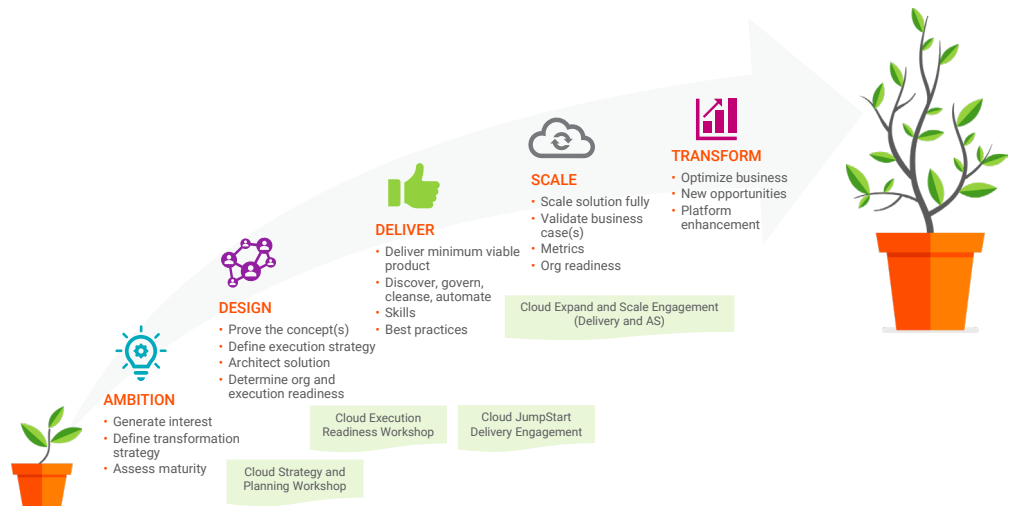 AMBITION
• Generate interest
• Define transformation
strategy
• Assess maturity
DESIGN
• Prove the concept(s)
• Define execution strategy
• Architect solution
• Determine org and
execution readiness
DELIVER
• Deliver minimum viable
product
• Discover, govern,
cleanse, automate
• Skills
• Best practices
SCALE
• Scale solution fully
• Validate business
case(s)
• Metrics
• Org readiness
TRANSFORM
• Optimize business
• New opportunities
• Platform
enhancement
Cloud Strategy and
Planning Workshop
Cloud Execution
Readiness Workshop
Cloud JumpStart
Delivery Engagement
Cloud Expand and Scale Engagement
(Delivery and AS)